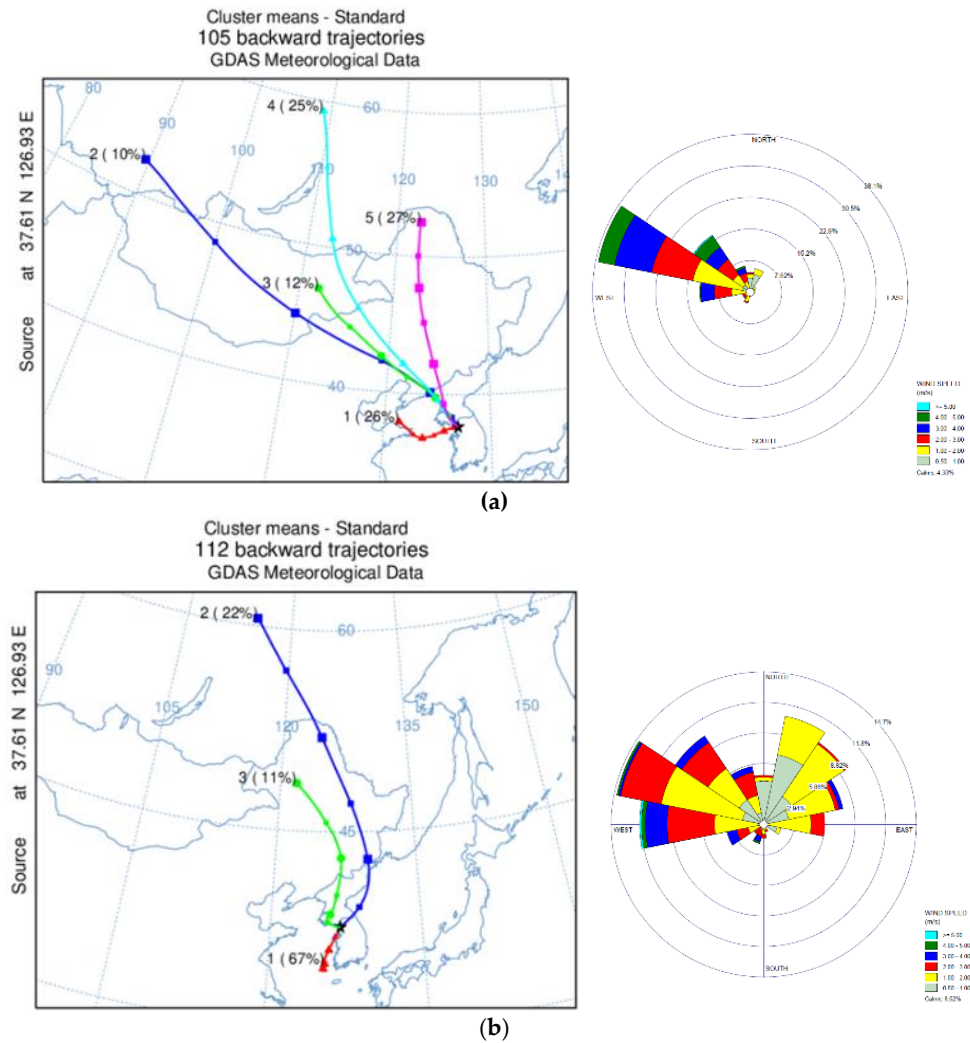 Cluster means - Standard
105 backward trajectories
GDAS Meteorological Data
Source at 37.61 N 126.93 E
80
90
100
110
120
130
60
50
40
2 ( 10%)
4 ( 25%)
5 ( 27%)
3 ( 12%)
1 ( 26%)
NORTH
38.1%
30.5%
22.9%
15.2%
7.62%
WEST
EAST
SOUTH
WIND SPEED
(m/s)
>= 5.00
4.00 - 5.00
3.00 - 4.00
2.00 - 3.00
1.00 - 2.00
0.50 - 1.00
Calms: 4.33%
(a)
Cluster means - Standard
112 backward trajectories
GDAS Meteorological Data
Source at 37.61 N 126.93 E
2 ( 22%)
60
90
105
120
135
150
3 ( 11%)
45
1 ( 67%)
NORTH
14.7%
11.8%
8.82%
5.88%
2.94%
WEST
EAST
SOUTH
WIND SPEED
(m/s)
>= 5.00
4.00 - 5.00
3.00 - 4.00
2.00 - 3.00
1.00 - 2.00
0.50 - 1.00
(b)